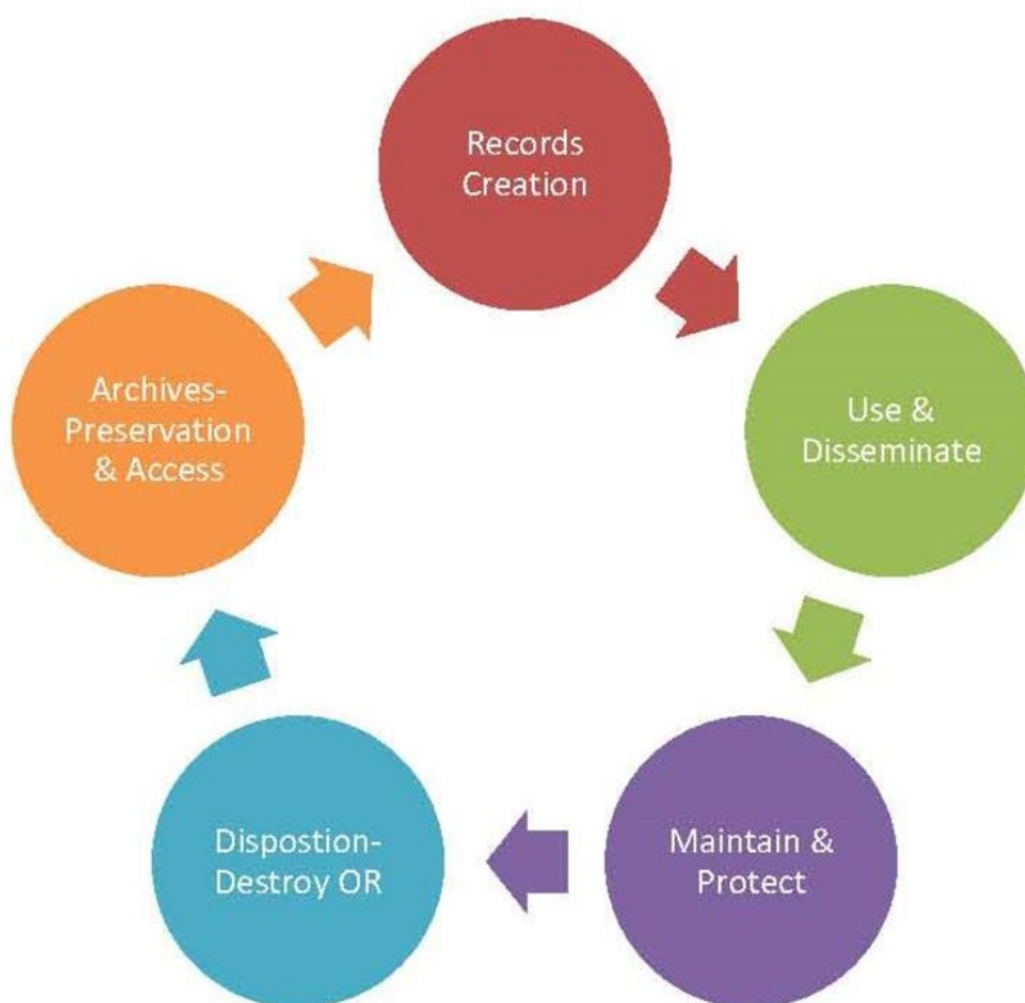 Records
Creation
Use &
Disseminate
Maintain &
Protect
Dispostion-
Destroy OR
Archives-
Preservation
& Access